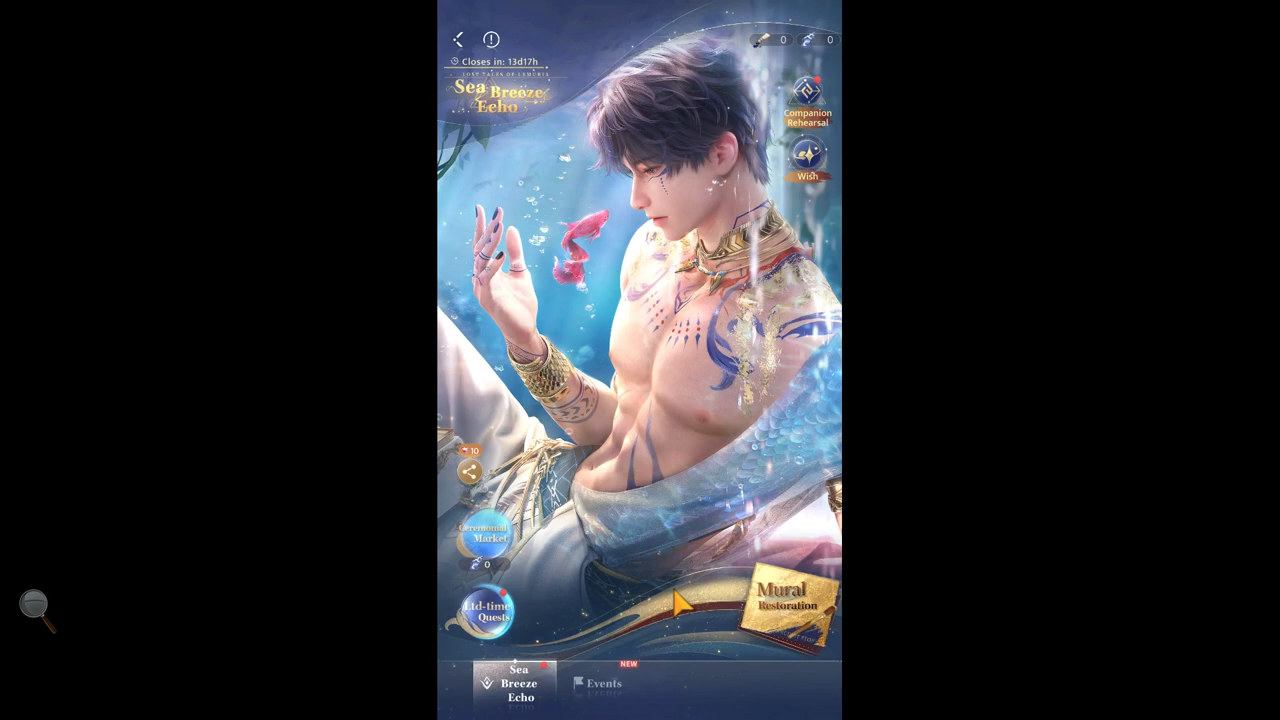 0
0
Closes in: 13d17h
LOST TALES OF LEMURIA
Sea Breeze
Echo
Companion
Rehearsal
Wish
10
Ceremonial
Market
0
Ltd-time
Quests
Mural
Restoration
NEW
Sea
Breeze
Echo
Events